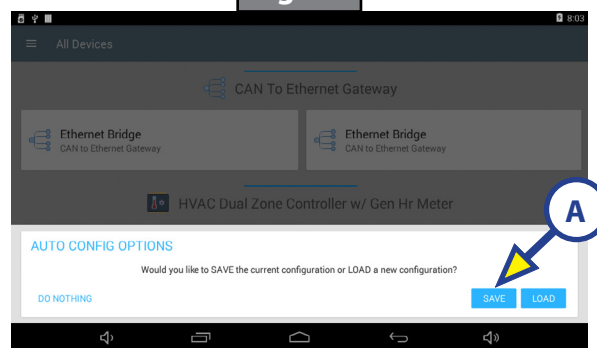 8:03
All Devices
CAN To Ethernet Gateway
Ethernet Bridge
CAN to Ethernet Gateway
Ethernet Bridge
CAN to Ethernet Gateway
HVAC Dual Zone Controller w/ Gen Hr Meter
A
AUTO CONFIG OPTIONS
Would you like to SAVE the current configuration or LOAD a new configuration?
DO NOTHING
SAVE
LOAD